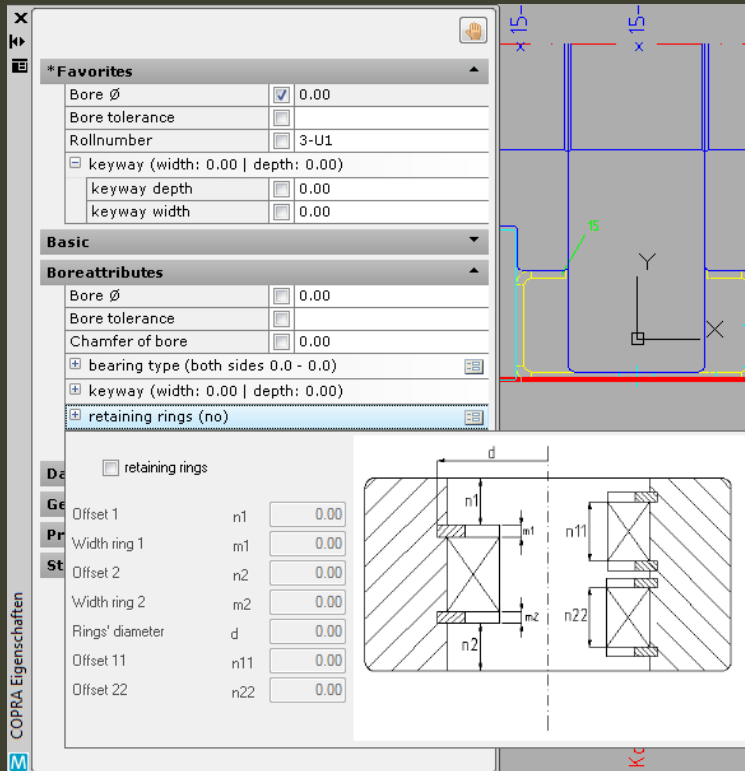 *Favorites
Bore Ø 0.00
Bore tolerance
Rollnumber 3-U1
keyway (width: 0.00 | depth: 0.00)
keyway depth 0.00
keyway width 0.00
Basic
Boreattributes
Bore Ø 0.00
Bore tolerance
Chamfer of bore 0.00
bearing type (both sides 0.0 - 0.0)
keyway (width: 0.00 | depth: 0.00)
retaining rings (no)
Da
Ge
Pr
St
retaining rings
Offset 1 n1 0.00
Width ring 1 m1 0.00
Offset 2 n2 0.00
Width ring 2 m2 0.00
Rings' diameter d 0.00
Offset 11 n11 0.00
Offset 22 n22 0.00
d
n1
m1
n11
m2
n22
n2
COPRA Eigenschaften
M
x 15-
x 15-
15
Y
X